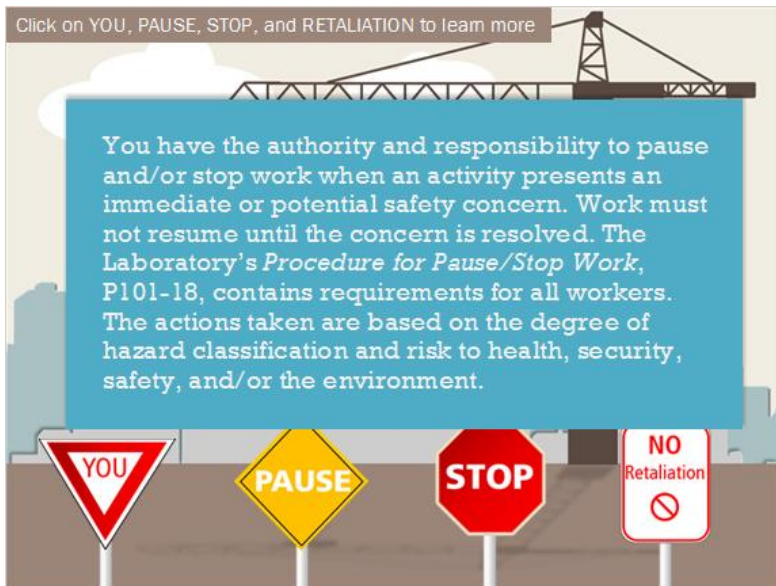 Click on YOU, PAUSE, STOP, and RETALIATION to learn more
You have the authority and responsibility to pause
and/or stop work when an activity presents an
immediate or potential safety concern. Work must
not resume until the concern is resolved. The
Laboratory's Procedure for Pause/Stop Work,
P101-18, contains requirements for all workers.
The actions taken are based on the degree of
hazard classification and risk to health, security,
safety, and/or the environment.
YOU
PAUSE
STOP
NO
Retaliation